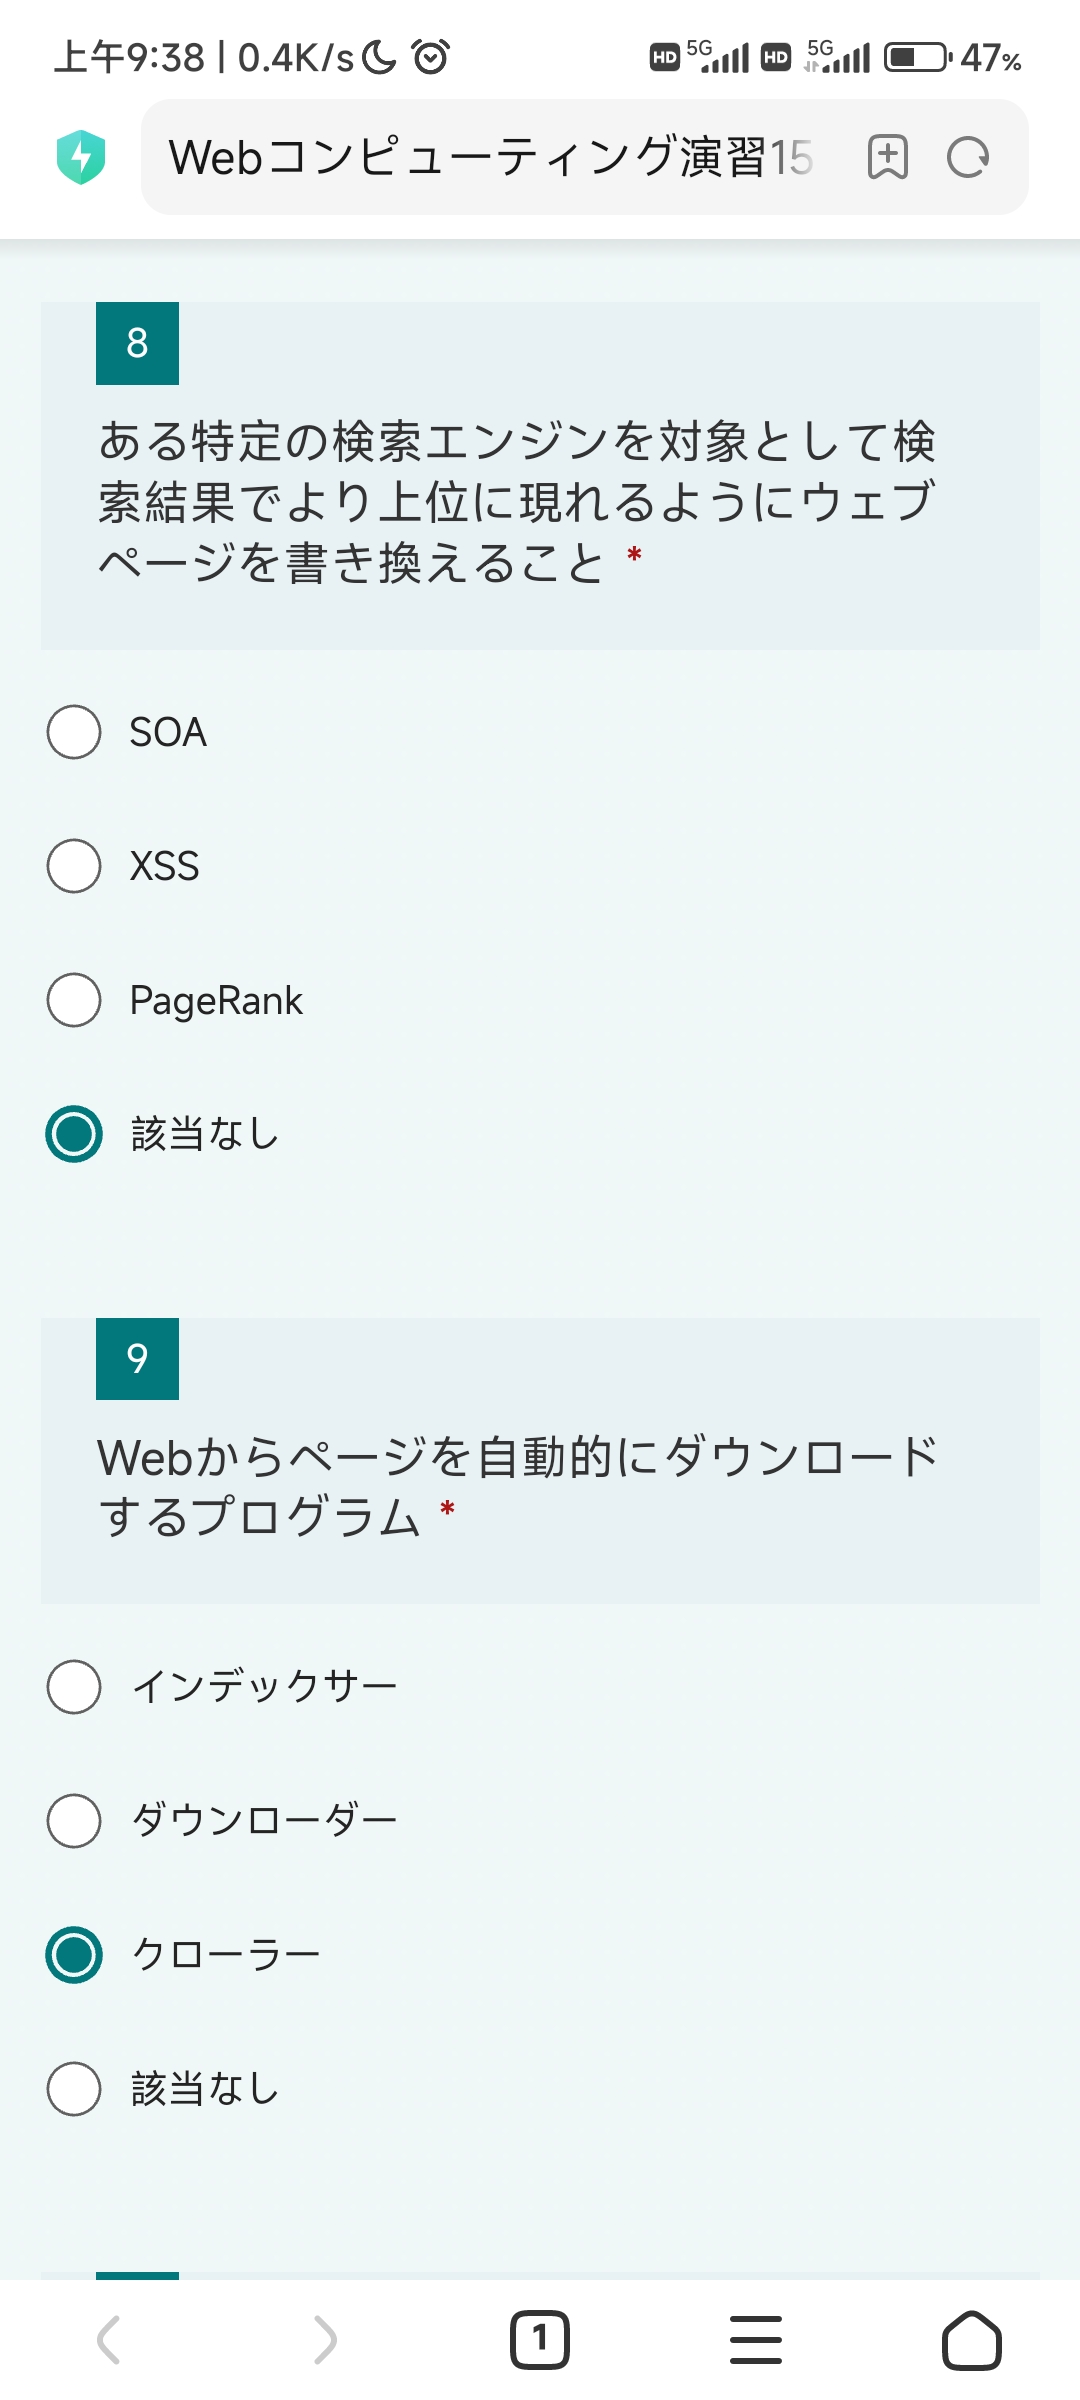 上午9:38 | 0.4K/s HD 5G HD 5G 47%
Webコンピューティング演習15
8
ある特定の検索エンジンを対象として検
索結果でより上位に現れるようにウェブ
ページを書き換えること *
SOA
XSS
PageRank
該当なし
9
Webからページを自動的にダウンロード
するプログラム *
インデックサー
ダウンローダー
クローラー
該当なし
1